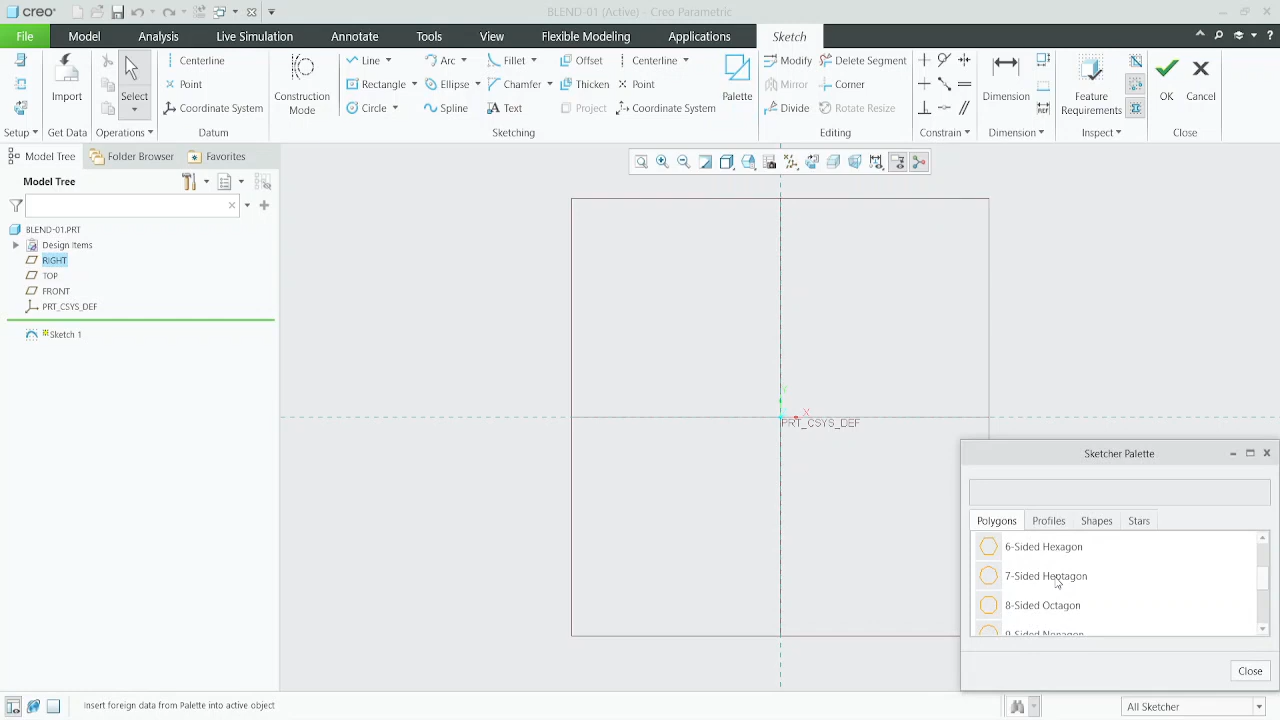 creo
BLEND-01 (Active) - Creo Parametric
File Model Analysis Live Simulation Annotate Tools View Flexible Modeling Applications Sketch
Centerline Line Arc Fillet Offset Centerline Modify Delete Segment
Point Rectangle Ellipse Chamfer Thicken Point Mirror Corner
Import Select Coordinate System Construction Mode Circle Spline Text Project Coordinate System Palette Divide Rotate Resize Dimension Feature Requirements OK Cancel
Setup Get Data Operations Datum Sketching Editing Constrain Dimension Inspect Close
Model Tree Folder Browser Favorites
Model Tree
BLEND-01.PRT
Design Items
RIGHT
TOP
FRONT
PRT_CSYS_DEF
Sketch 1
Y
X
PRT_CSYS_DEF
Sketcher Palette
Polygons Profiles Shapes Stars
6-Sided Hexagon
7-Sided Heptagon
8-Sided Octagon
9-Sided Nonagon
Close
Insert foreign data from Palette into active object
All Sketcher